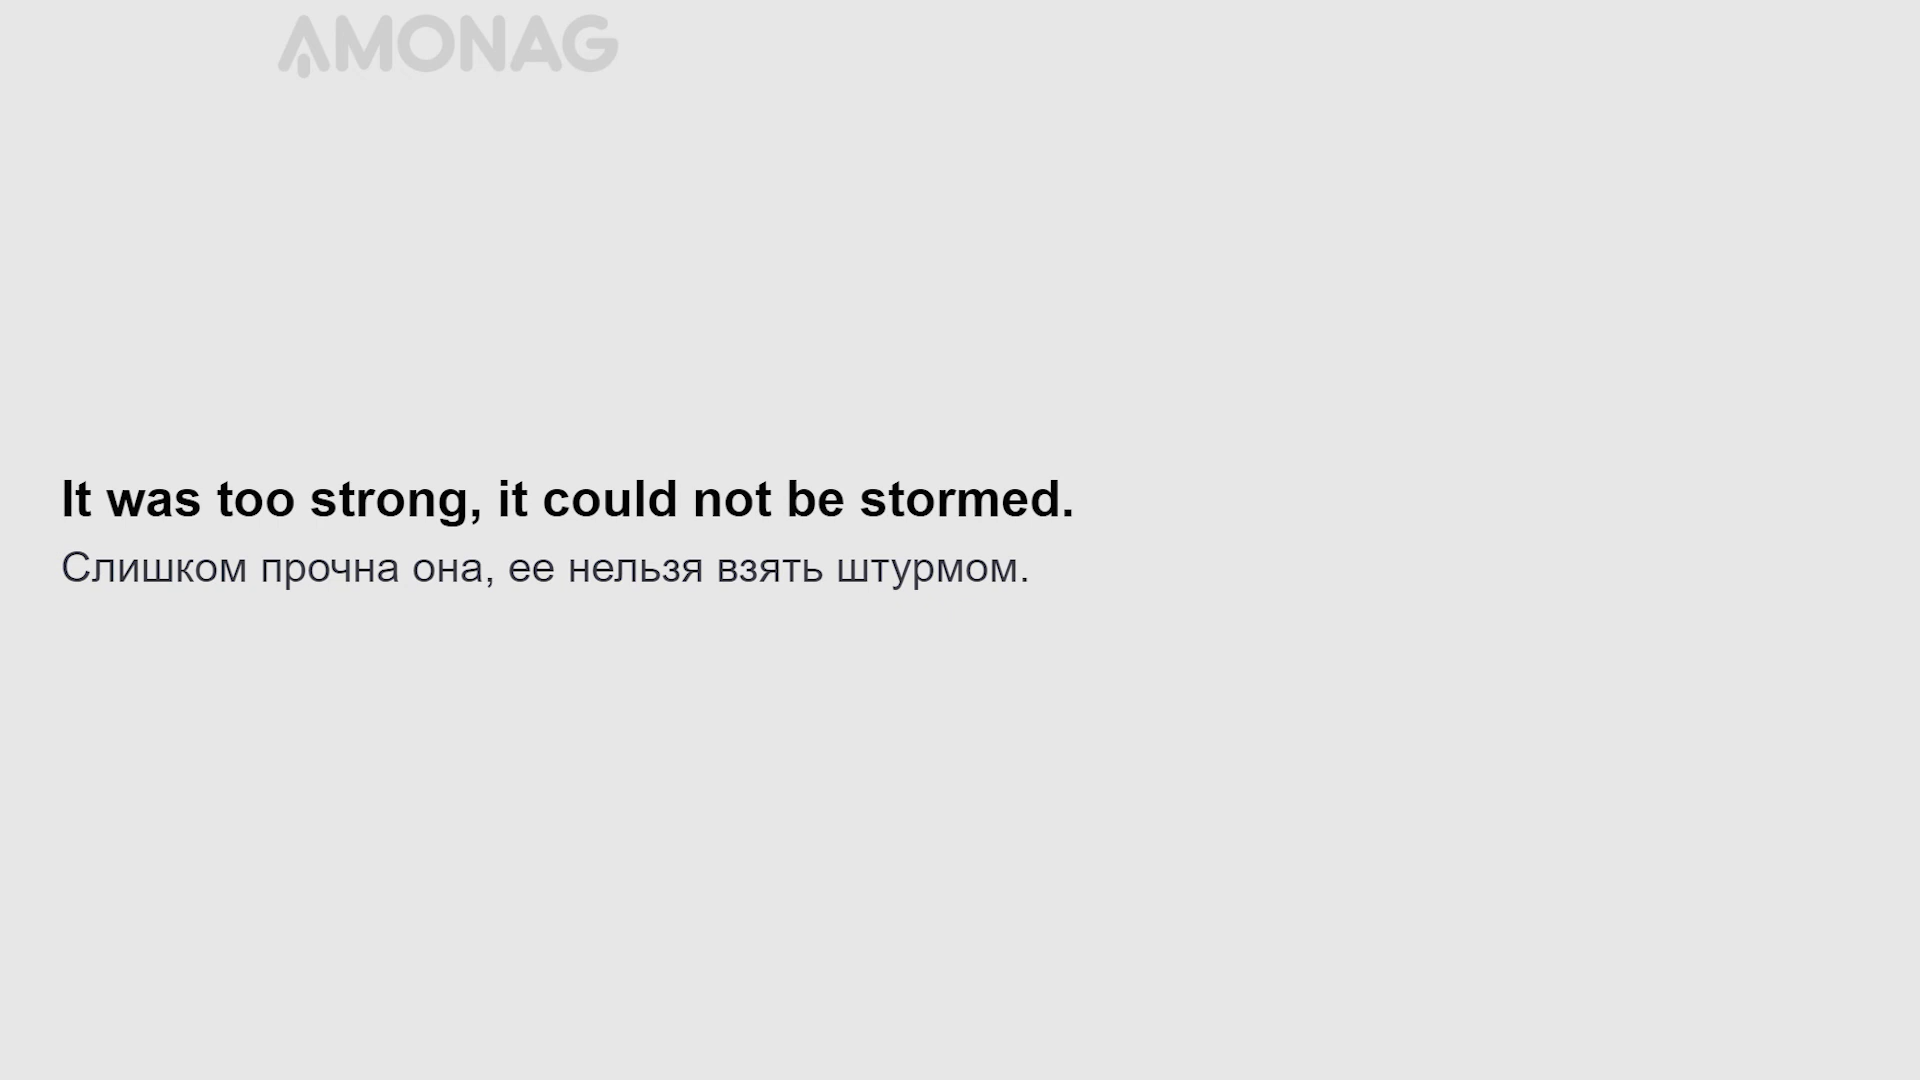 AMONAG
It was too strong, it could not be stormed.
Слишком прочна она, ее нельзя взять штурмом.